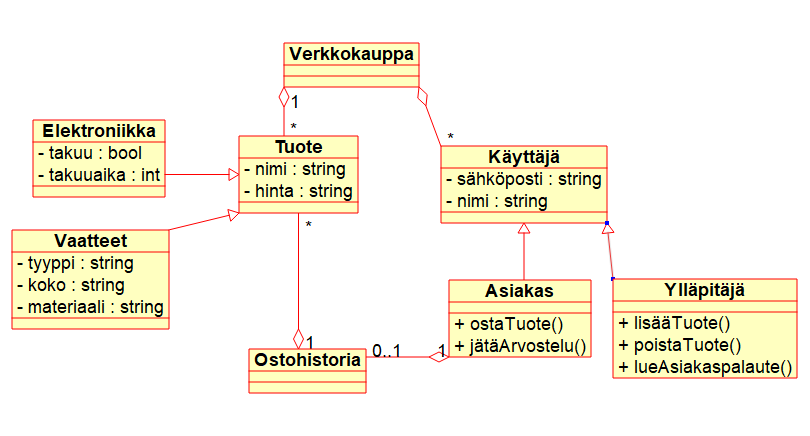 Verkkokauppa
1
*
*
Elektroniikka
- takuu : bool
- takuuaika : int
Tuote
- nimi : string
- hinta : string
Käyttäjä
- sähköposti : string
- nimi : string
*
Vaatteet
- tyyppi : string
- koko : string
- materiaali : string
Asiakas
+ ostaTuote()
+ jätäArvostelu()
Ylläpitäjä
+ lisääTuote()
+ poistaTuote()
+ lueAsiakaspalaute()
1
Ostohistoria
0..1
1